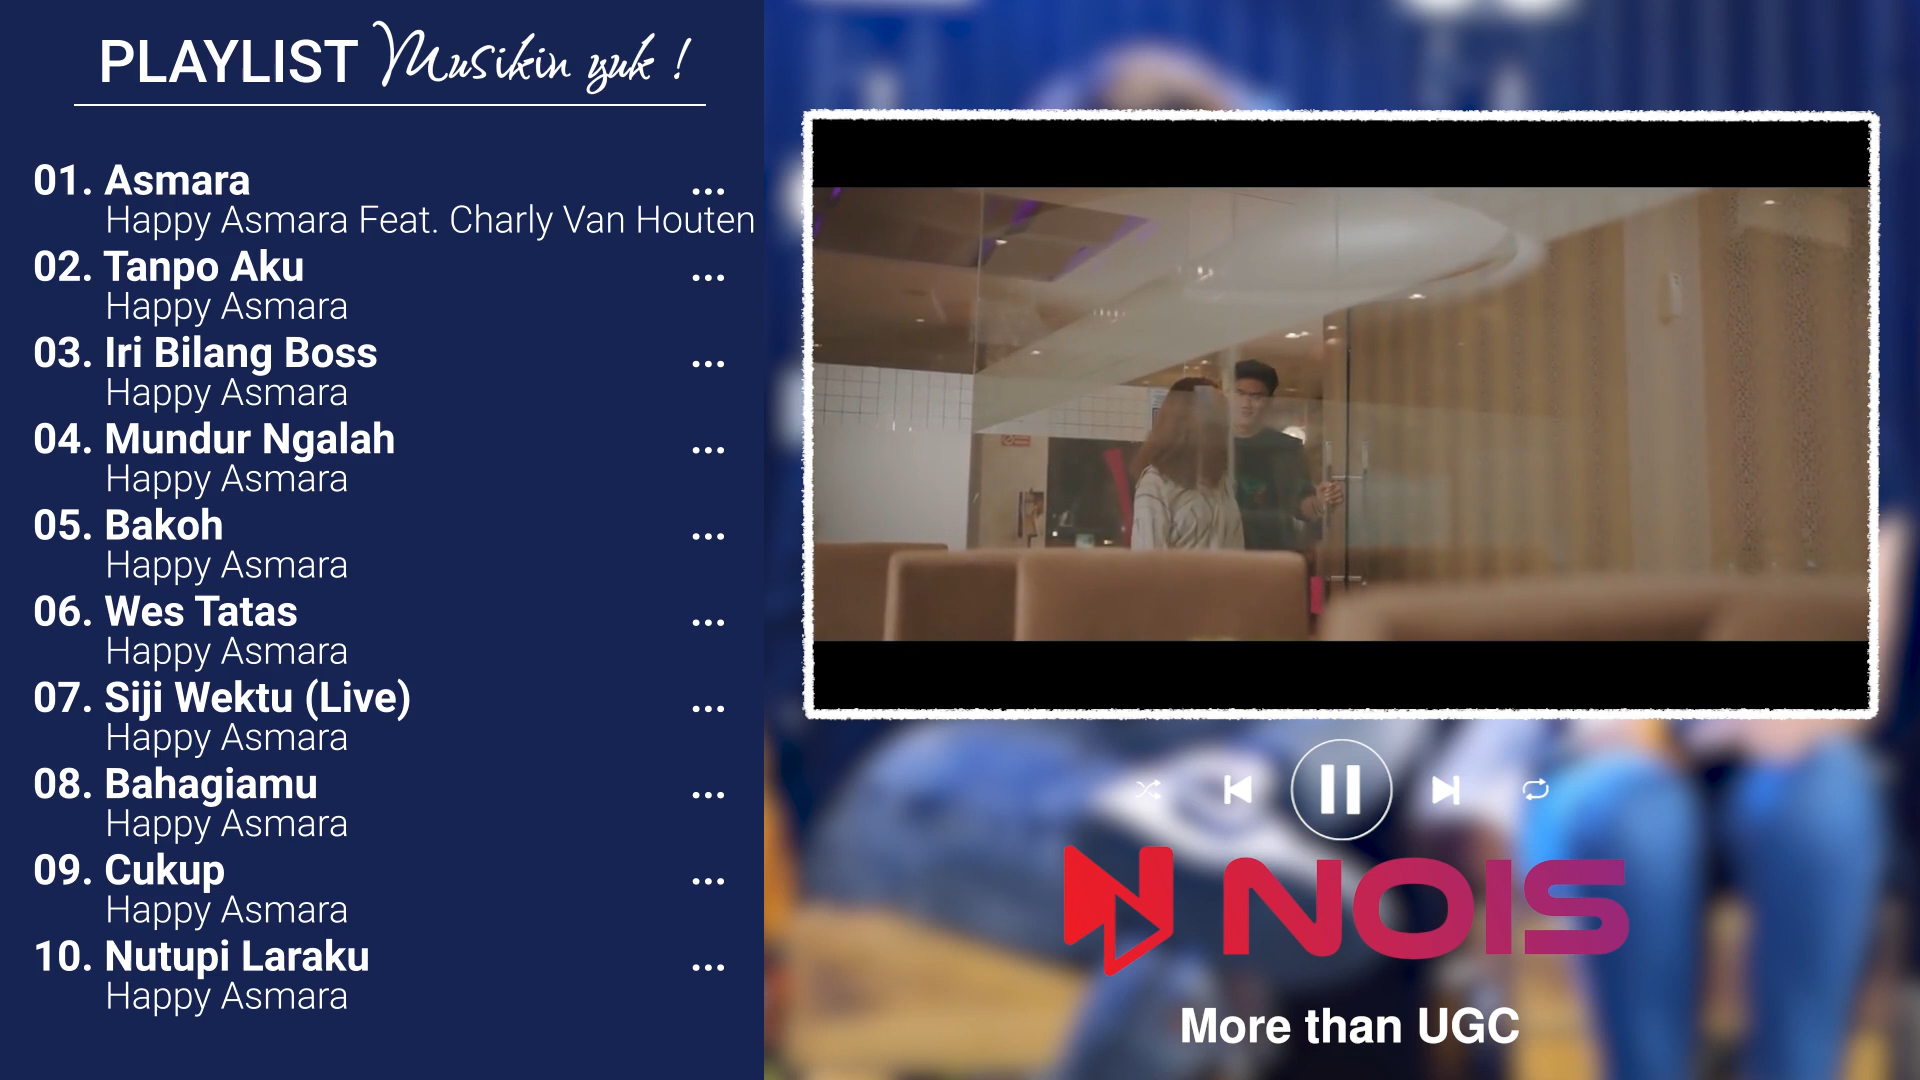 PLAYLIST Musikin yuk !
01. Asmara ...
Happy Asmara Feat. Charly Van Houten
02. Tanpo Aku ...
Happy Asmara
03. Iri Bilang Boss ...
Happy Asmara
04. Mundur Ngalah ...
Happy Asmara
05. Bakoh ...
Happy Asmara
06. Wes Tatas ...
Happy Asmara
07. Siji Wektu (Live) ...
Happy Asmara
08. Bahagiamu ...
Happy Asmara
09. Cukup ...
Happy Asmara
10. Nutupi Laraku ...
Happy Asmara
NOIS
More than UGC